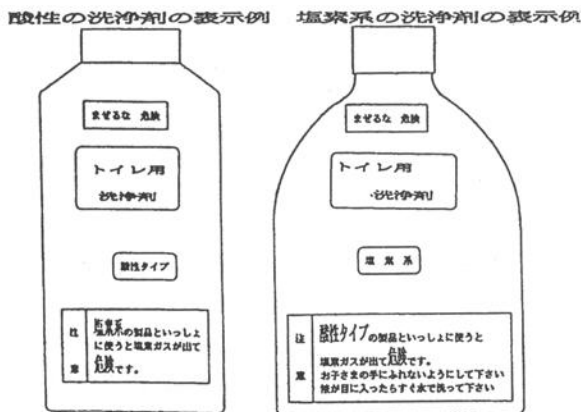 酸性の洗浄剤の表示例
まぜるな 危険
トイレ用
洗浄剤
酸性タイプ
注意
塩素系の製品といっしょ
に使うと塩素ガスが出て
危険です。
塩素系の洗浄剤の表示例
まぜるな 危険
トイレ用
・洗浄剤
塩素系
注意
酸性タイプの製品といっしょに使うと
塩素ガスが出て危険です。
お子さまの手にふれないようにして下さい
液が目に入ったらすぐ水で洗って下さい